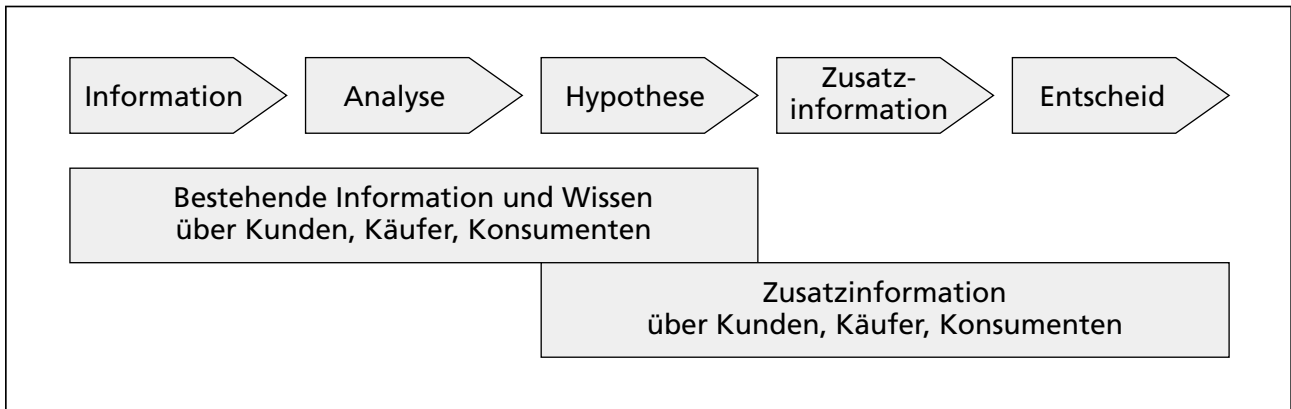 Information
Analyse
Hypothese
Zusatz-
information
Entscheid
Bestehende Information und Wissen
über Kunden, Käufer, Konsumenten
Zusatzinformation
über Kunden, Käufer, Konsumenten